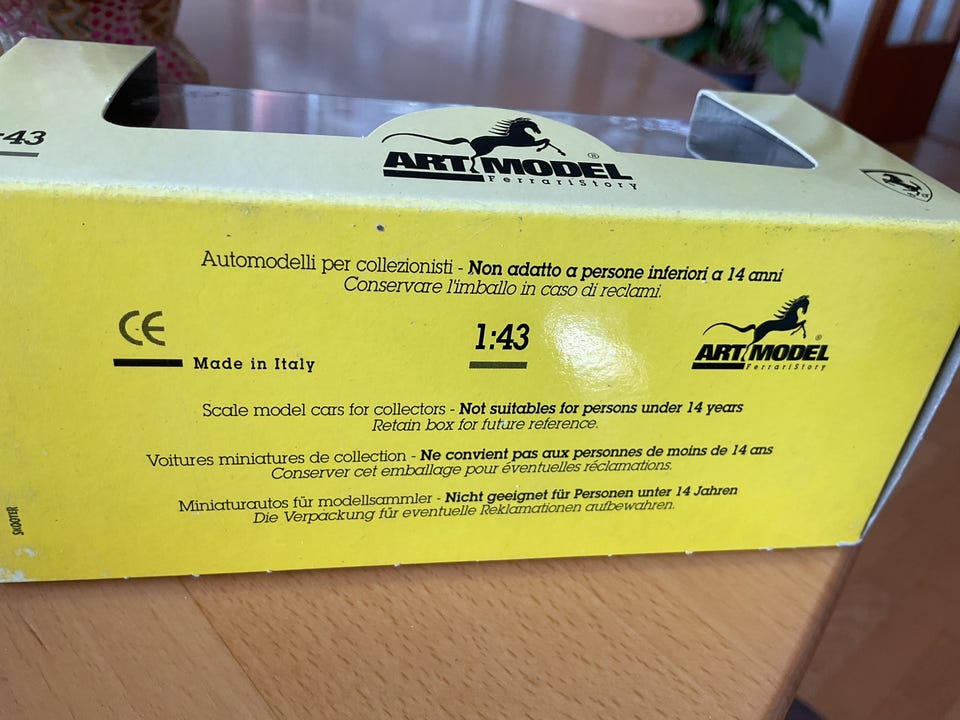 :43
ART MODEL ®
FerrariStory
Automodelli per collezionisti - Non adatto a persone inferiori a 14 anni
Conservare l'imballo in caso di reclami.
CE
Made in Italy
1:43
ART MODEL ®
FerrariStory
Scale model cars for collectors - Not suitables for persons under 14 years
Retain box for future reference.
Voitures miniatures de collection - Ne convient pas aux personnes de moins de 14 ans
Conserver cet emballage pour éventuelles réclamations.
Miniaturautos für modellsammler - Nicht geeignet für Personen unter 14 Jahren
Die Verpackung für eventuelle Reklamationen aufbewahren.
SKOOTER